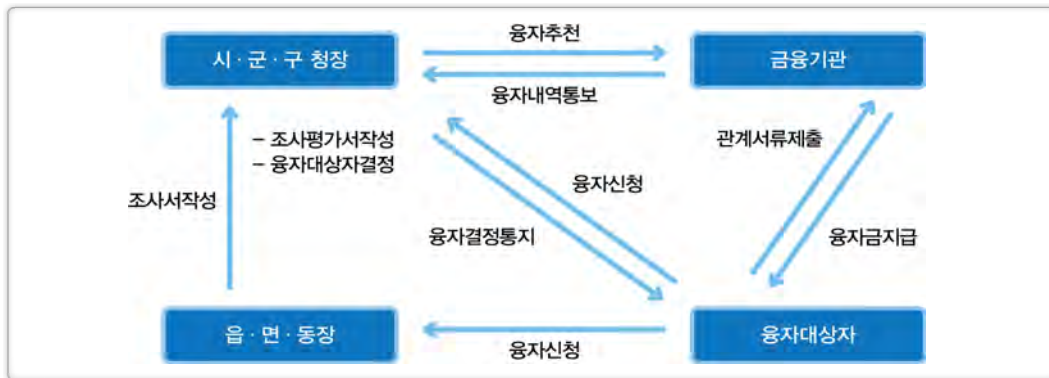 융자추천
시·군·구 청장
금융기관
융자내역통보
– 조사평가서작성
– 융자대상자결정
관계서류제출
조사서작성
융자신청
융자결정통지
융자금지급
읍·면·동장
융자대상자
융자신청